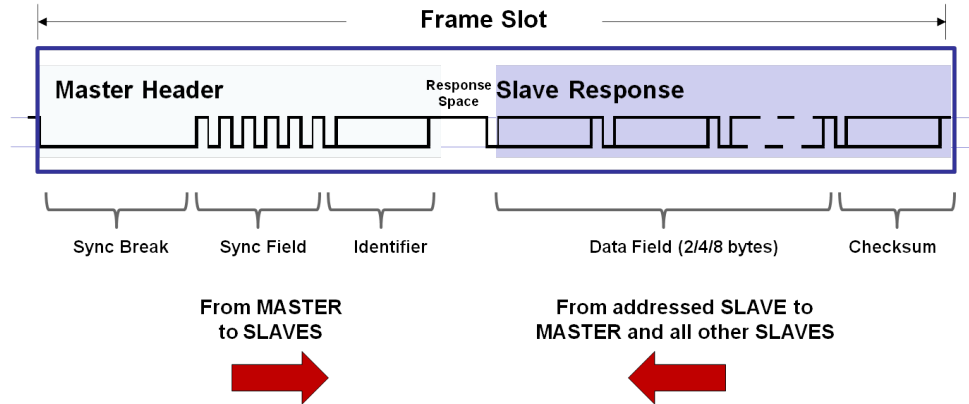 Frame Slot
Master Header
Response
Space
Slave Response
Sync Break
Sync Field
Identifier
Data Field (2/4/8 bytes)
Checksum
From MASTER
to SLAVES
From addressed SLAVE to
MASTER and all other SLAVES